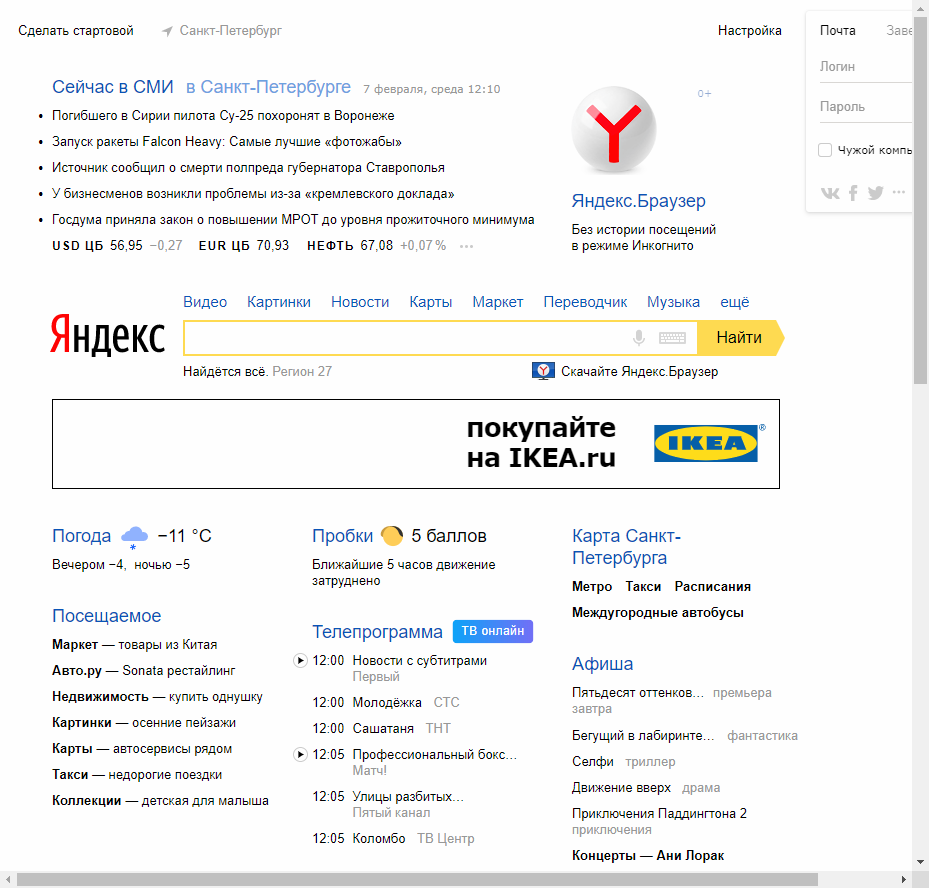 Сделать стартовой
Санкт-Петербург
Настройка
Почта
Заве
Логин
Пароль
Чужой компь
Сейчас в СМИ в Санкт-Петербурге 7 февраля, среда 12:10
Погибшего в Сирии пилота Су-25 похоронят в Воронеже
Запуск ракеты Falcon Heavy: Самые лучшие «фотожабы»
Источник сообщил о смерти полпреда губернатора Ставрополья
У бизнесменов возникли проблемы из-за «кремлевского доклада»
Госдума приняла закон о повышении МРОТ до уровня прожиточного минимума
USD ЦБ 56,95 −0,27 EUR ЦБ 70,93 НЕФТЬ 67,08 +0,07 % •••
0+
Яндекс.Браузер
Без истории посещений
в режиме Инкогнито
Видео Картинки Новости Карты Маркет Переводчик Музыка ещё
Яндекс
Найти
Найдётся всё. Регион 27
Скачайте Яндекс.Браузер
покупайте
на IKEA.ru
IKEA®
Погода −11 °C
Вечером −4, ночью −5
Посещаемое
Маркет — товары из Китая
Авто.ру — Sonata рестайлинг
Недвижимость — купить однушку
Картинки — осенние пейзажи
Карты — автосервисы рядом
Такси — недорогие поездки
Коллекции — детская для малыша
Пробки 5 баллов
Ближайшие 5 часов движение
затруднено
Телепрограмма ТВ онлайн
12:00 Новости с субтитрами
Первый
12:00 Молодёжка СТС
12:00 Сашатаня ТНТ
12:05 Профессиональный бокс…
Матч!
12:05 Улицы разбитых…
Пятый канал
12:05 Коломбо ТВ Центр
Карта Санкт-
Петербурга
Метро Такси Расписания
Междугородные автобусы
Афиша
Пятьдесят оттенков… премьера
завтра
Бегущий в лабиринте… фантастика
Селфи триллер
Движение вверх драма
Приключения Паддингтона 2
приключения
Концерты — Ани Лорак